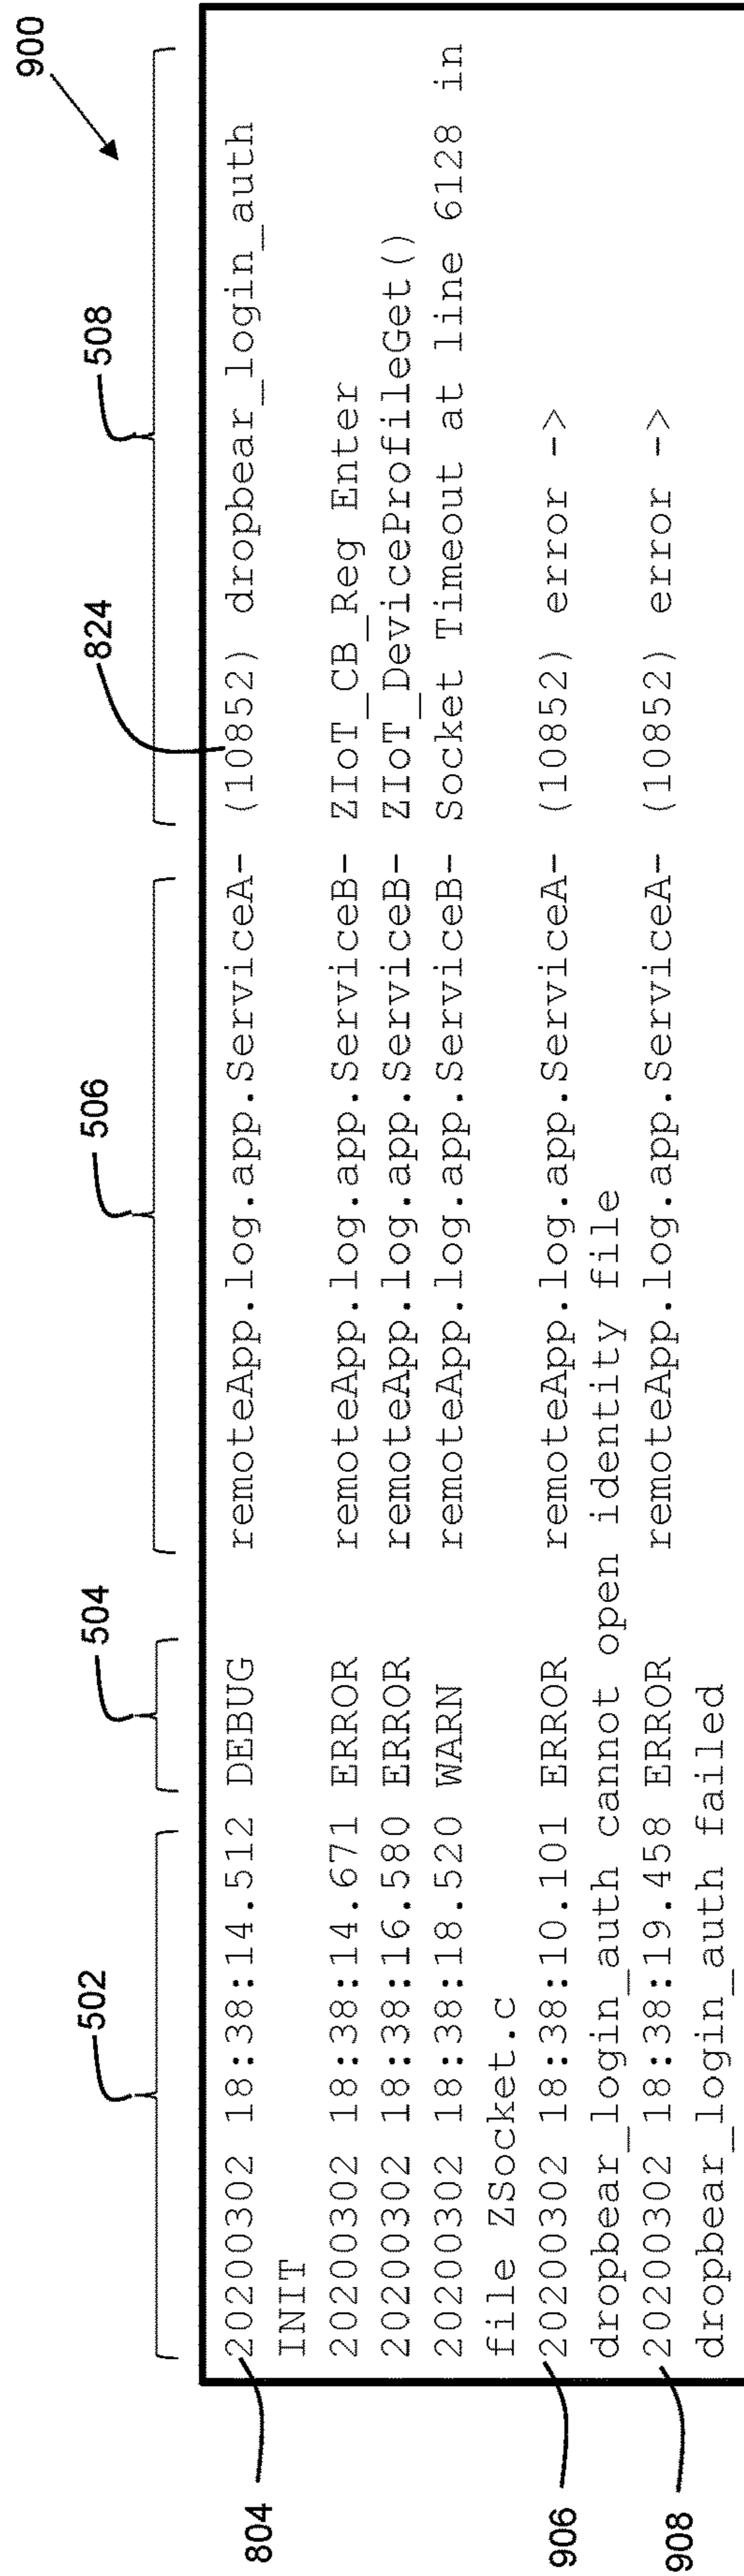 900
502 504 506 824 508
20200302 18:38:14.512 DEBUG remoteApp.log.app.ServiceA- (10852) dropbear_login_auth
INIT
20200302 18:38:14.671 ERROR remoteApp.log.app.ServiceB- ZIoT_CB_Reg Enter
20200302 18:38:16.580 ERROR remoteApp.log.app.ServiceB- ZIoT_DeviceProfileGet()
20200302 18:38:18.520 WARN remoteApp.log.app.ServiceB- Socket Timeout at line 6128 in
file ZSocket.c
20200302 18:38:10.101 ERROR remoteApp.log.app.ServiceA- (10852) error ->
dropbear_login_auth cannot open identity file
20200302 18:38:19.458 ERROR remoteApp.log.app.ServiceA- (10852) error ->
dropbear_login_auth failed
804
906
908